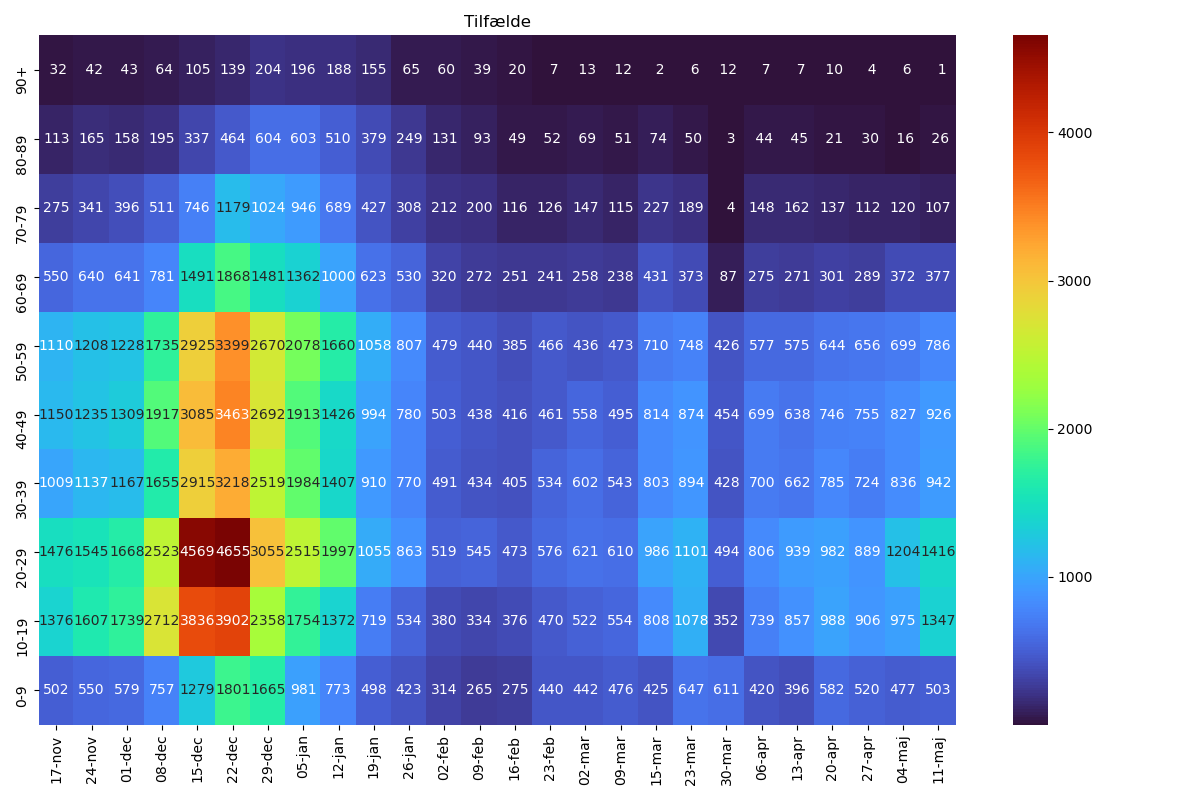 Tilfælde
90+ 32 42 43 64 105 139 204 196 188 155 65 60 39 20 7 13 12 2 6 12 7 7 10 4 6 1
80-89 113 165 158 195 337 464 604 603 510 379 249 131 93 49 52 69 51 74 50 3 44 45 21 30 16 26
70-79 275 341 396 511 746 1179 1024 946 689 427 308 212 200 116 126 147 115 227 189 4 148 162 137 112 120 107
60-69 550 640 641 781 1491 1868 1481 1362 1000 623 530 320 272 251 241 258 238 431 373 87 275 271 301 289 372 377
50-59 1110 1208 1228 1735 2925 3399 2670 2078 1660 1058 807 479 440 385 466 436 473 710 748 426 577 575 644 656 699 786
40-49 1150 1235 1309 1917 3085 3463 2692 1913 1426 994 780 503 438 416 461 558 495 814 874 454 699 638 746 755 827 926
30-39 1009 1137 1167 1655 2915 3218 2519 1984 1407 910 770 491 434 405 534 602 543 803 894 428 700 662 785 724 836 942
20-29 1476 1545 1668 2523 4569 4655 3055 2515 1997 1055 863 519 545 473 576 621 610 986 1101 494 806 939 982 889 1204 1416
10-19 1376 1607 1739 2712 3836 3902 2358 1754 1372 719 534 380 334 376 470 522 554 808 1078 352 739 857 988 906 975 1347
0-9 502 550 579 757 1279 1801 1665 981 773 498 423 314 265 275 440 442 476 425 647 611 420 396 582 520 477 503
17-nov 24-nov 01-dec 08-dec 15-dec 22-dec 29-dec 05-jan 12-jan 19-jan 26-jan 02-feb 09-feb 16-feb 23-feb 02-mar 09-mar 15-mar 23-mar 30-mar 06-apr 13-apr 20-apr 27-apr 04-maj 11-maj
4000
3000
2000
1000